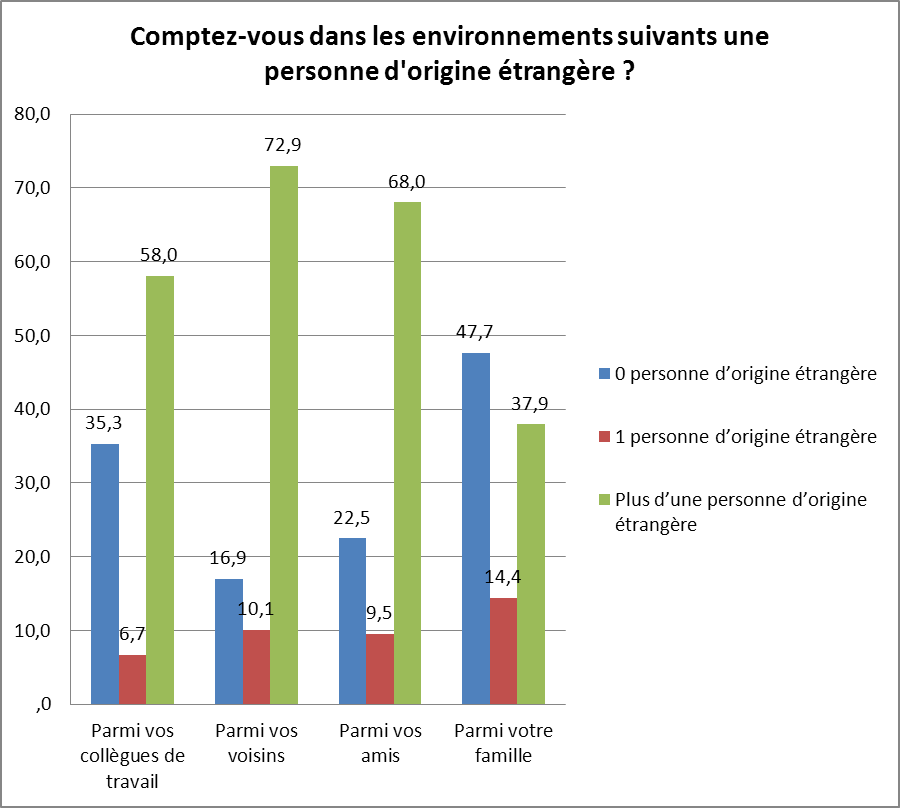 Comptez-vous dans les environnements suivants une
personne d'origine étrangère ?
80,0
70,0
60,0
50,0
40,0
30,0
20,0
10,0
,0
35,3
6,7
58,0
16,9
10,1
72,9
22,5
9,5
68,0
47,7
14,4
37,9
Parmi vos
collègues de
travail
Parmi vos
voisins
Parmi vos
amis
Parmi votre
famille
0 personne d’origine étrangère
1 personne d’origine étrangère
Plus d’une personne d’origine
étrangère